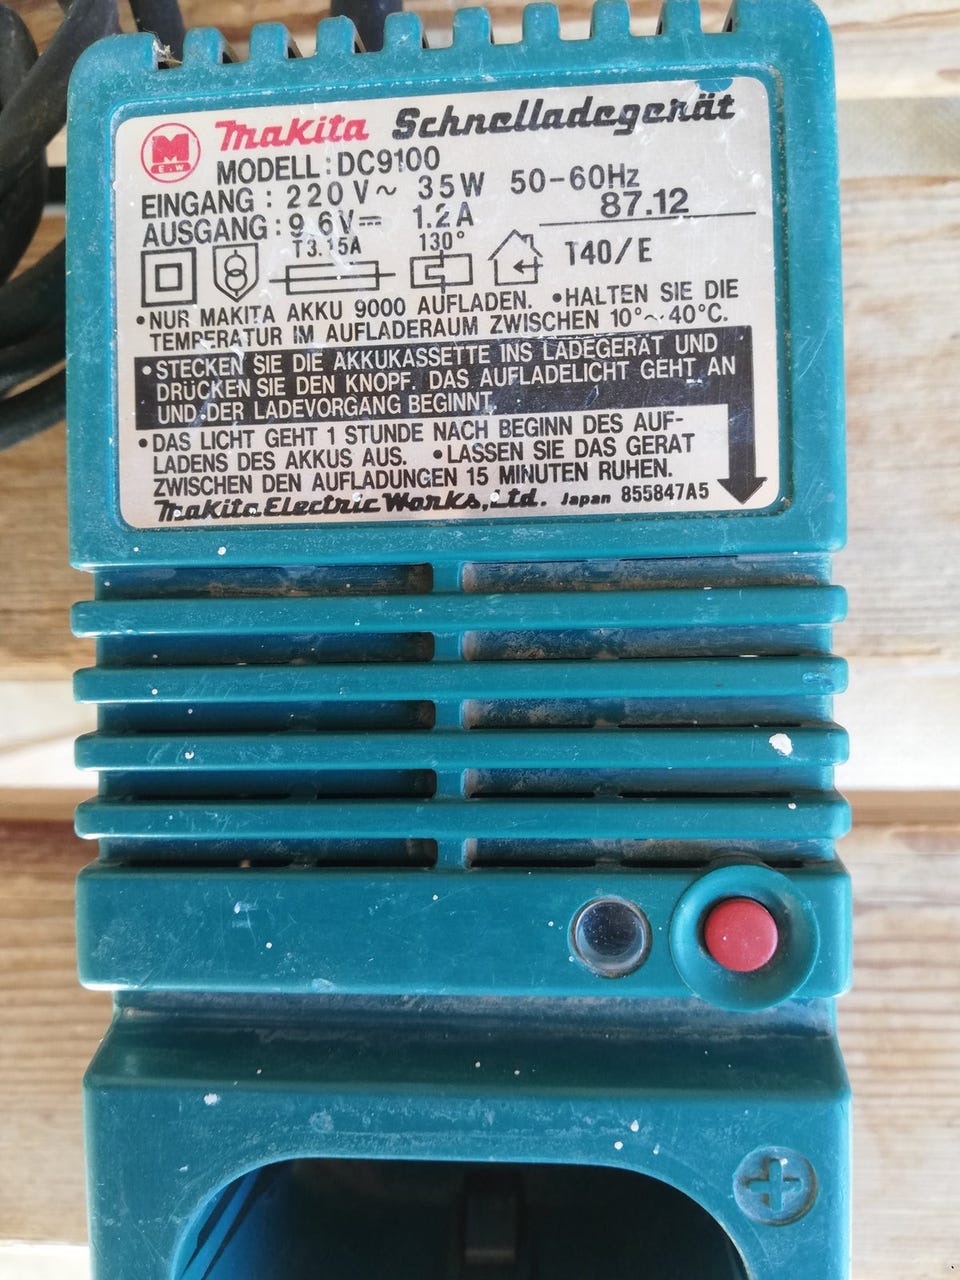 M
E.W
Makita Schnelladegerät
MODELL: DC9100
EINGANG: 220V~ 35W 50-60Hz
87.12
AUSGANG: 9.6V⎓ 1.2A
T3.15A 130° T40/E
•NUR MAKITA AKKU 9000 AUFLADEN. •HALTEN SIE DIE
TEMPERATUR IM AUFLADERAUM ZWISCHEN 10°~40°C.
•STECKEN SIE DIE AKKUKASSETTE INS LADEGERÄT UND
DRÜCKEN SIE DEN KNOPF. DAS AUFLADELICHT GEHT AN
UND DER LADEVORGANG BEGINNT.
•DAS LICHT GEHT 1 STUNDE NACH BEGINN DES AUF-
LADENS DES AKKUS AUS. •LASSEN SIE DAS GERAT
ZWISCHEN DEN AUFLADUNGEN 15 MINUTEN RUHEN.
Makita Electric Works, Ltd. Japan 855847A5
+